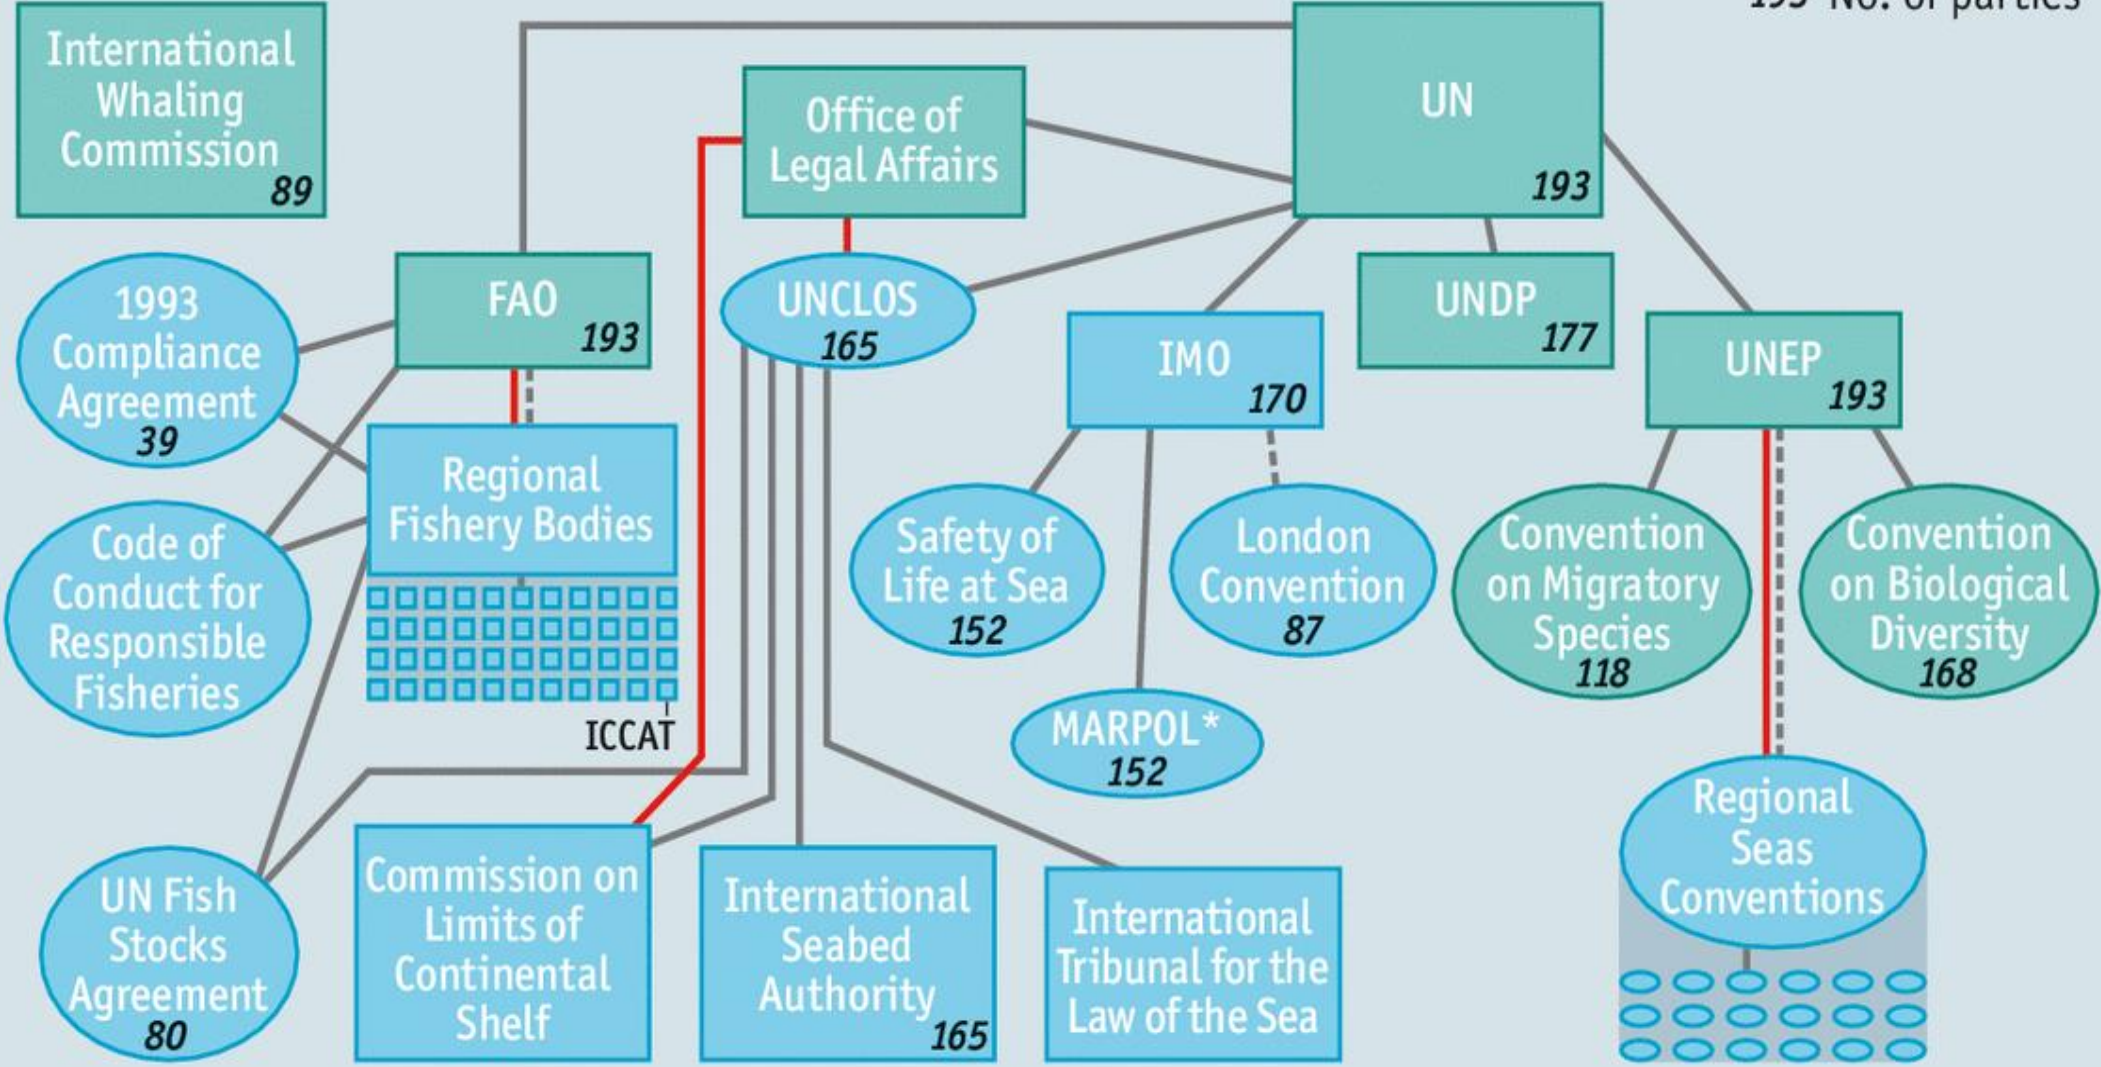 193 No. of parties
International
Whaling
Commission
89
Office of
Legal Affairs
UN
193
1993
Compliance
Agreement
39
FAO
193
UNCLOS
165
IMO
170
UNDP
177
UNEP
193
Code of
Conduct for
Responsible
Fisheries
Regional
Fishery Bodies
ICCAT
Safety of
Life at Sea
152
London
Convention
87
MARPOL*
152
Convention
on Migratory
Species
118
Convention
on Biological
Diversity
168
UN Fish
Stocks
Agreement
80
Commission on
Limits of
Continental
Shelf
International
Seabed
Authority
165
International
Tribunal for the
Law of the Sea
Regional
Seas
Conventions